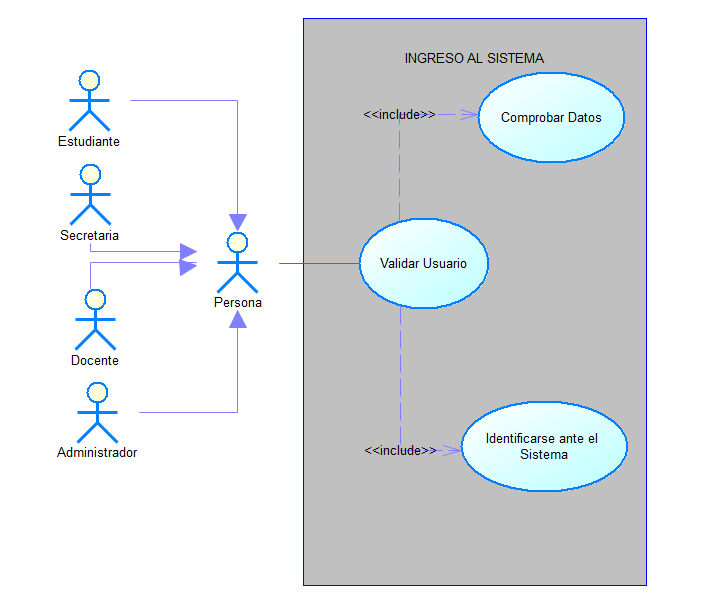 INGRESO AL SISTEMA
<<include>>
Comprobar Datos
Estudiante
Secretaria
Validar Usuario
Persona
Docente
Administrador
<<include>>
Identificarse ante el
Sistema